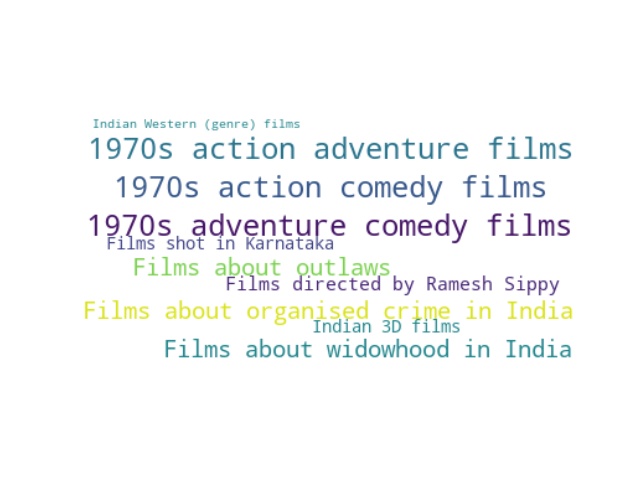 Indian Western (genre) films
1970s action adventure films
1970s action comedy films
1970s adventure comedy films
Films shot in Karnataka
Films about outlaws
Films directed by Ramesh Sippy
Films about organised crime in India
Indian 3D films
Films about widowhood in India